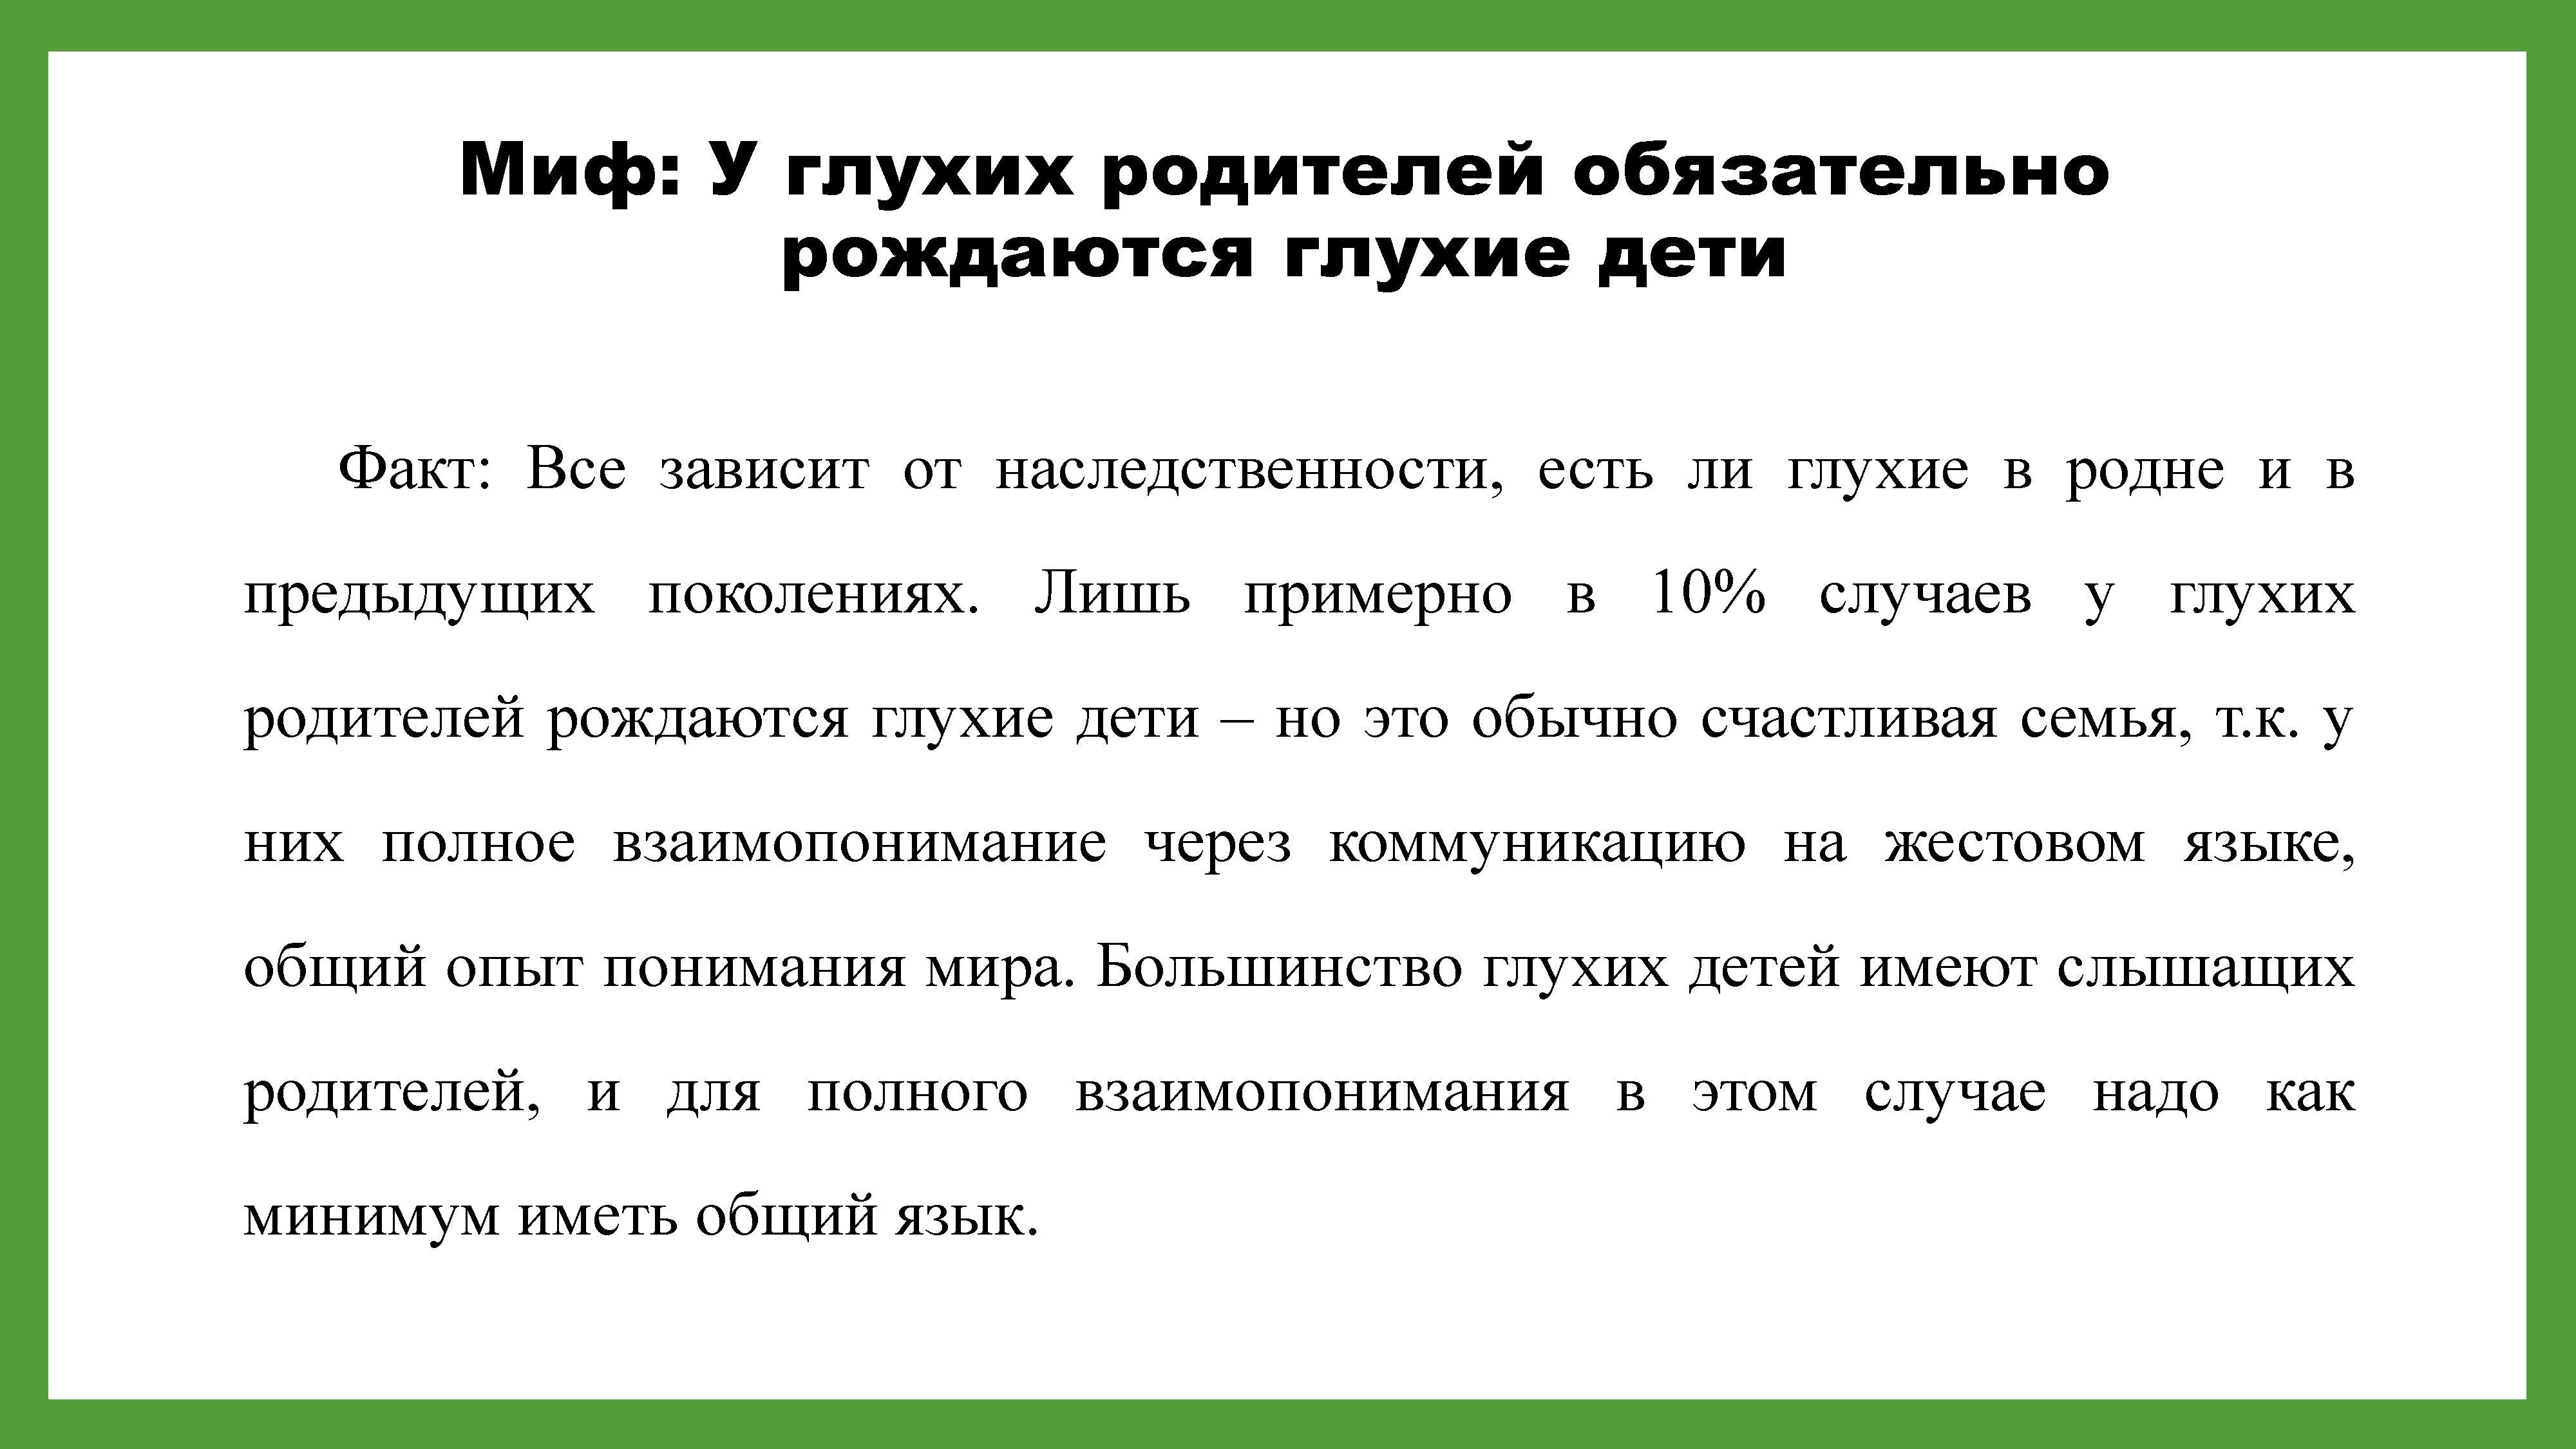 Миф: У глухих родителей обязательно
рождаются глухие дети
Факт: Все зависит от наследственности, есть ли глухие в родне и в
предыдущих поколениях. Лишь примерно в 10% случаев у глухих
родителей рождаются глухие дети – но это обычно счастливая семья, т.к. у
них полное взаимопонимание через коммуникацию на жестовом языке,
общий опыт понимания мира. Большинство глухих детей имеют слышащих
родителей, и для полного взаимопонимания в этом случае надо как
минимум иметь общий язык.